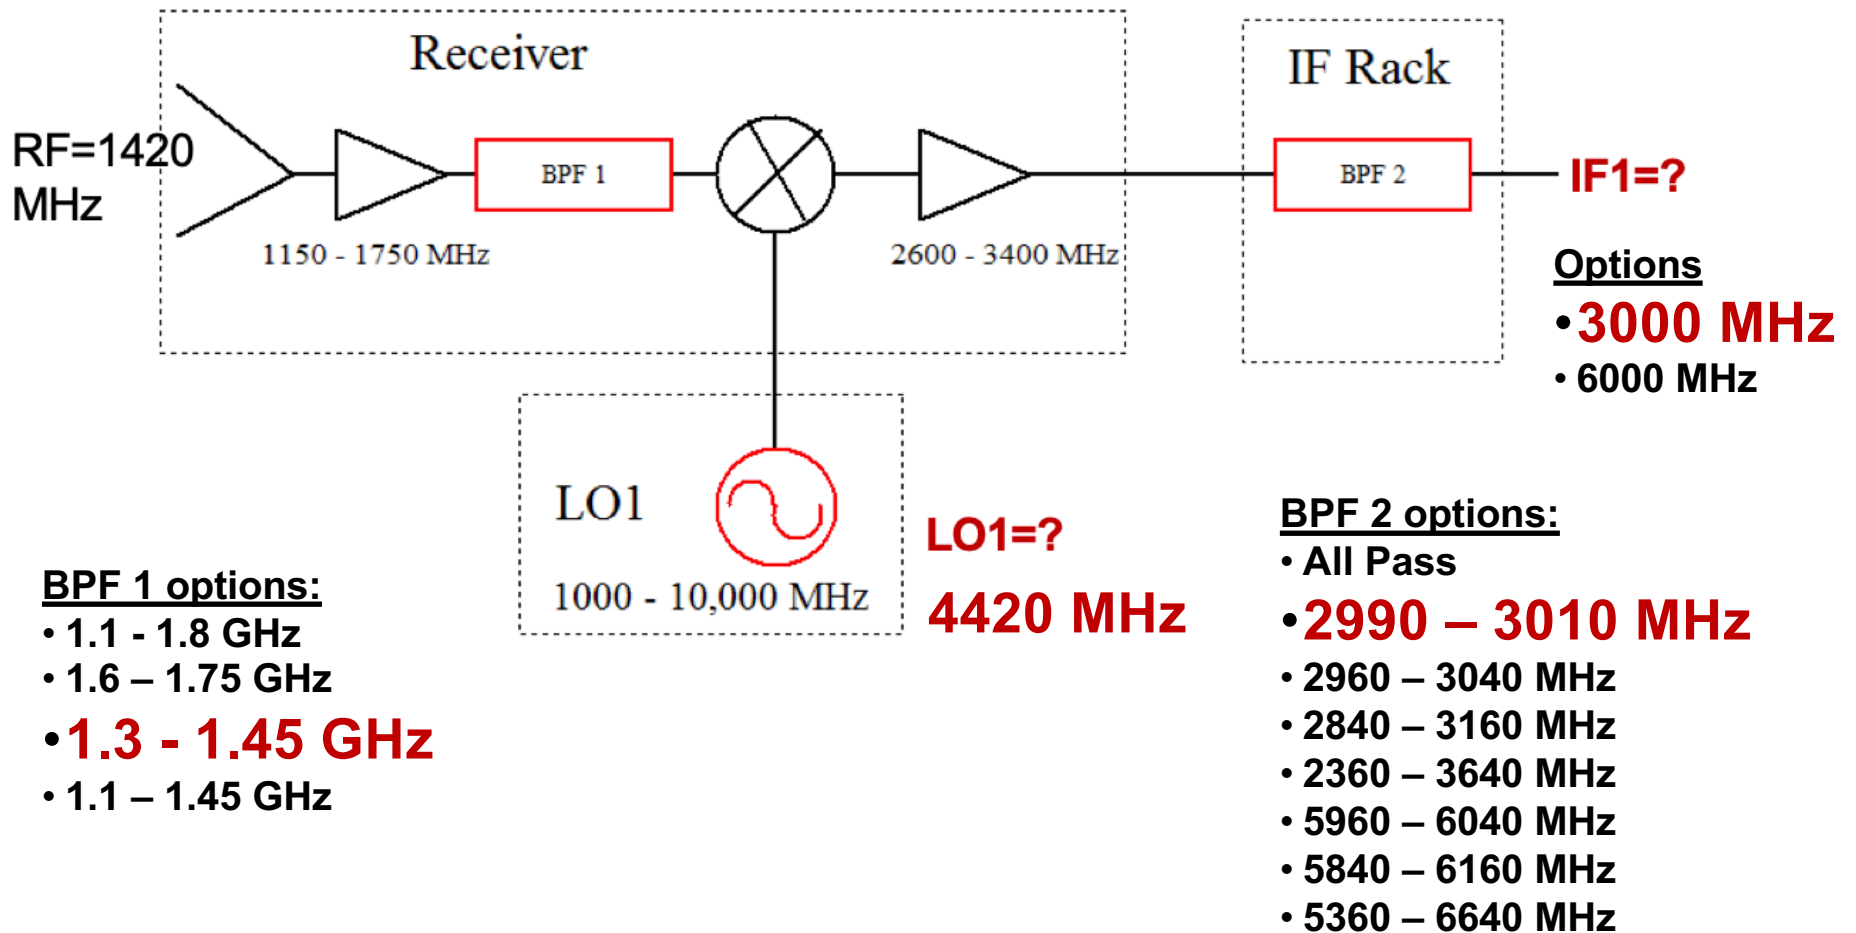 Receiver
IF Rack
RF=1420
MHz
BPF 1
BPF 2
IF1=?
1150 - 1750 MHz
2600 - 3400 MHz
Options
•3000 MHz
• 6000 MHz
LO1
LO1=?
1000 - 10,000 MHz
4420 MHz
BPF 1 options:
• 1.1 - 1.8 GHz
• 1.6 – 1.75 GHz
•1.3 - 1.45 GHz
• 1.1 – 1.45 GHz
BPF 2 options:
• All Pass
•2990 – 3010 MHz
• 2960 – 3040 MHz
• 2840 – 3160 MHz
• 2360 – 3640 MHz
• 5960 – 6040 MHz
• 5840 – 6160 MHz
• 5360 – 6640 MHz